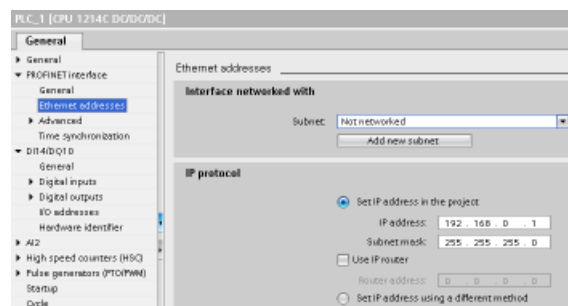 PLC_1 [CPU 1214C DC/DC/DC]
General
General
PROFINET interface
General
Ethernet addresses
Advanced
Time synchronization
DI14/DQ10
General
Digital inputs
Digital outputs
I/O addresses
Hardware identifier
AI2
High speed counters (HSC)
Pulse generators (PTO/PWM)
Startup
Cycle
Ethernet addresses
Interface networked with
Subnet: Not networked
Add new subnet
IP protocol
Set IP address in the project
IP address: 192 . 168 . 0 . 1
Subnet mask: 255 . 255 . 255 . 0
Use IP router
Router address: 0 . 0 . 0 . 0
Set IP address using a different method